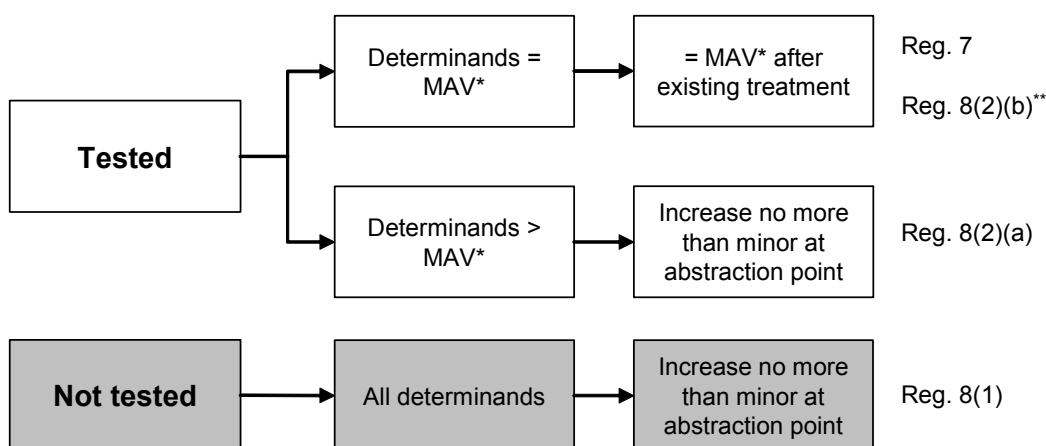 Tested
Determinands =
MAV*
= MAV* after
existing treatment
Reg. 7
Reg. 8(2)(b)**
Determinands >
MAV*
Increase no more
than minor at
abstraction point
Reg. 8(2)(a)
Not tested
All determinands
Increase no more
than minor at
abstraction point
Reg. 8(1)